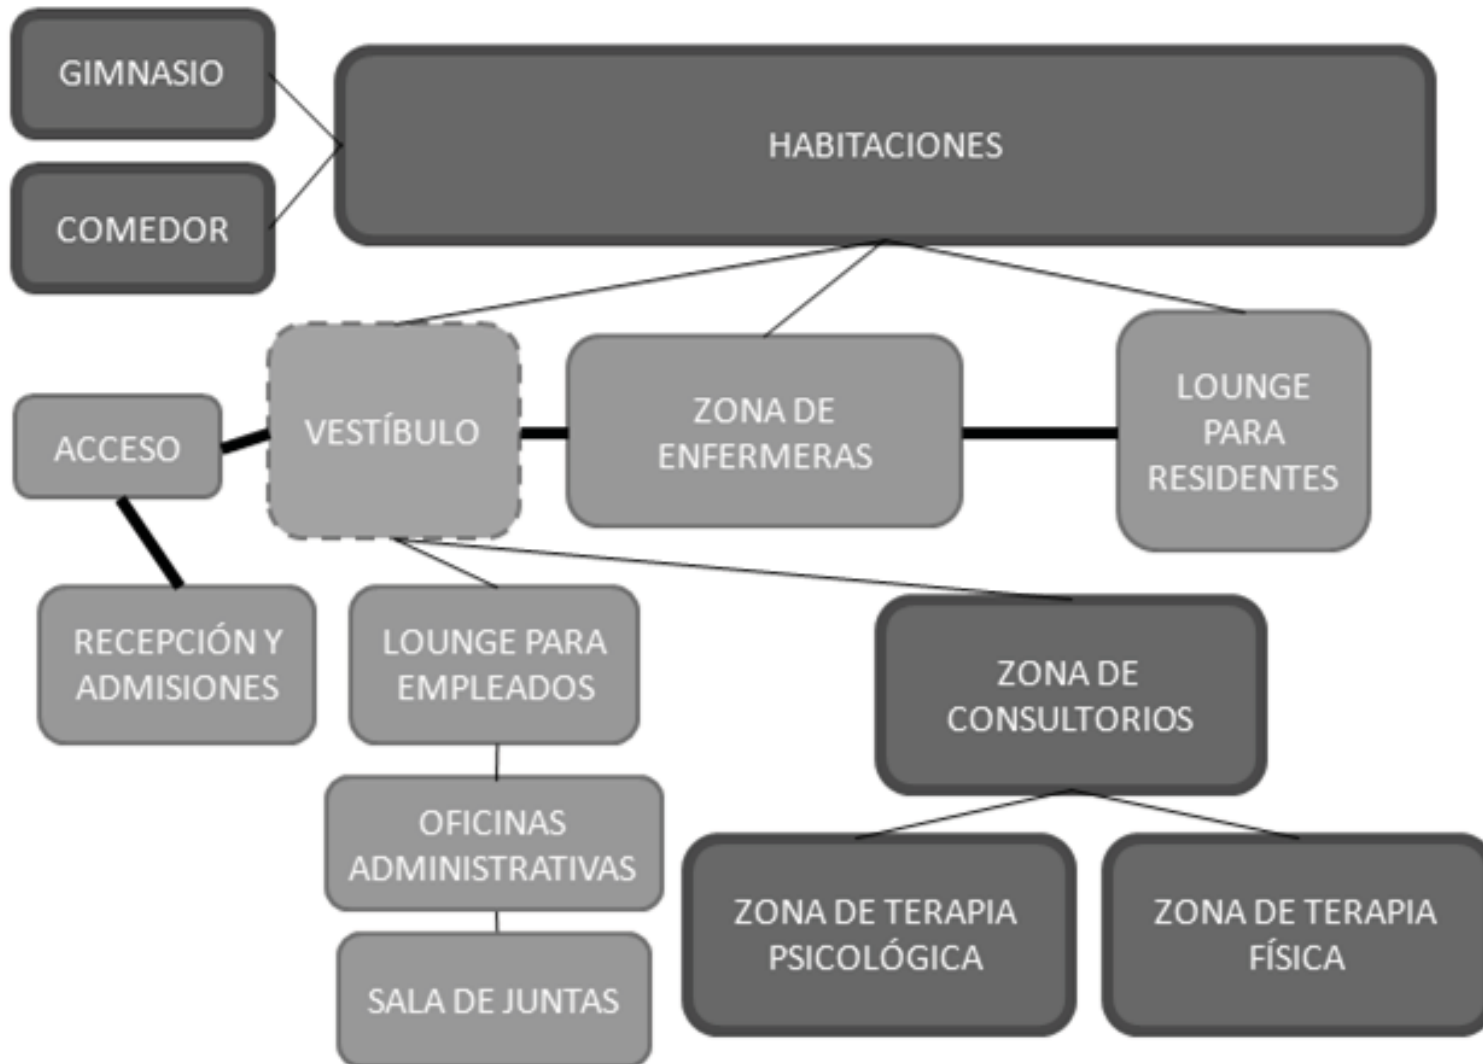 GIMNASIO
HABITACIONES
COMEDOR
ACCESO
VESTÍBULO
ZONA DE
ENFERMERAS
LOUNGE
PARA
RESIDENTES
RECEPCIÓN Y
ADMISIONES
LOUNGE PARA
EMPLEADOS
ZONA DE
CONSULTORIOS
OFICINAS
ADMINISTRATIVAS
SALA DE JUNTAS
ZONA DE TERAPIA
PSICOLÓGICA
ZONA DE TERAPIA
FÍSICA